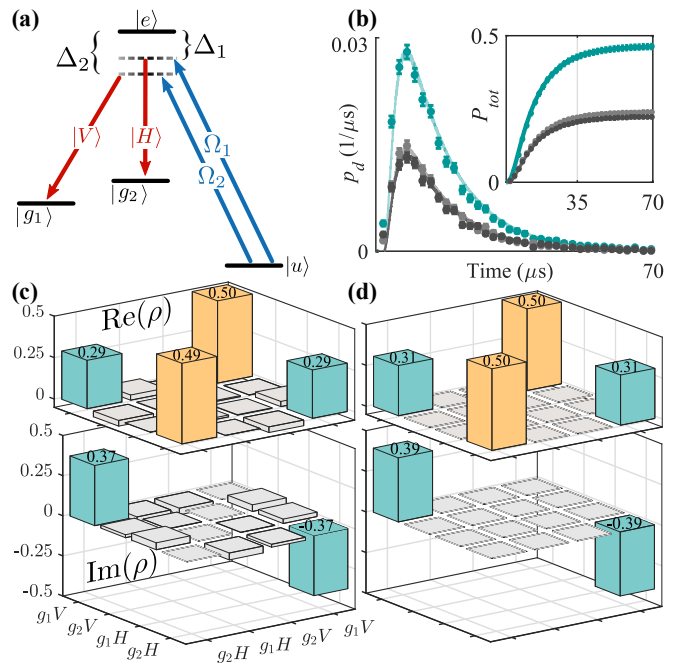 (a)
|e⟩
Δ₂
Δ₁
|V⟩
|H⟩
Ω₁
Ω₂
|g₁⟩
|g₂⟩
|u⟩
(b)
0.03
p_d (1/μs)
0
Time (μs)
70
0.5
P_tot
0
35
70
(c)
0.5
0.25
0
Re(ρ)
0.29
0.49
0.50
0.29
0.5
0.25
0
-0.25
-0.5
0.37
-0.37
Im(ρ)
g₁V
g₂V
g₁H
g₂H
g₂H
g₁H
g₂V
g₁V
(d)
0.31
0.50
0.50
0.31
0.39
-0.39